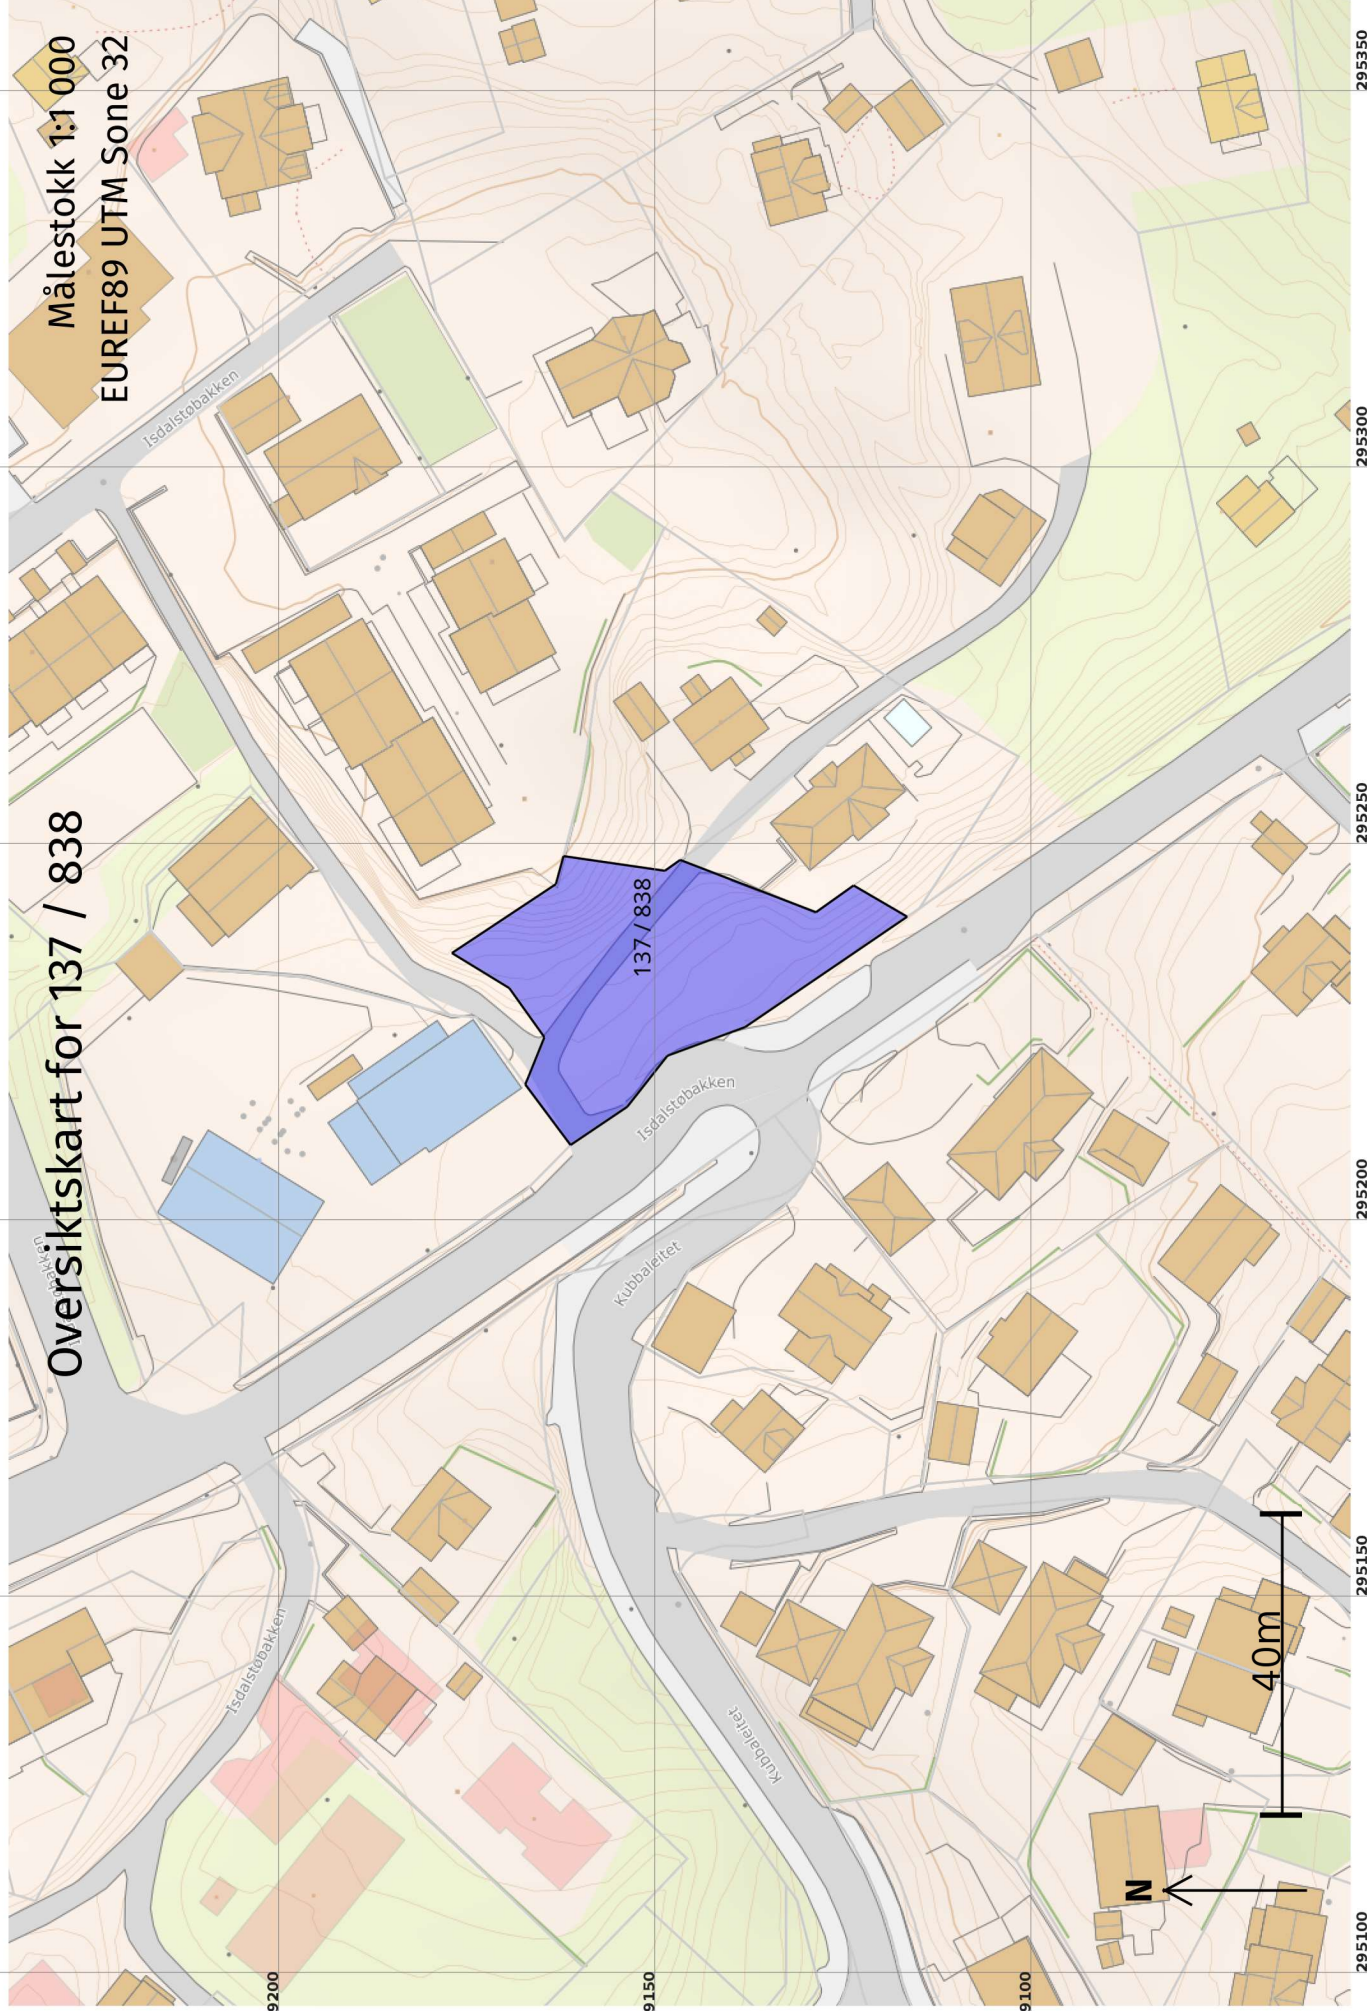 Oversiktskart for 137 / 838
Målestokk 1:1 000
EUREF89 UTM Sone 32
Isdalstøbakken
137 / 838
Isdalstøbakken
Kubbaleitet
Isdalstøbakken
Kubbaleitet
40m
N
9200
9150
9100
295100
295150
295200
295250
295300
295350